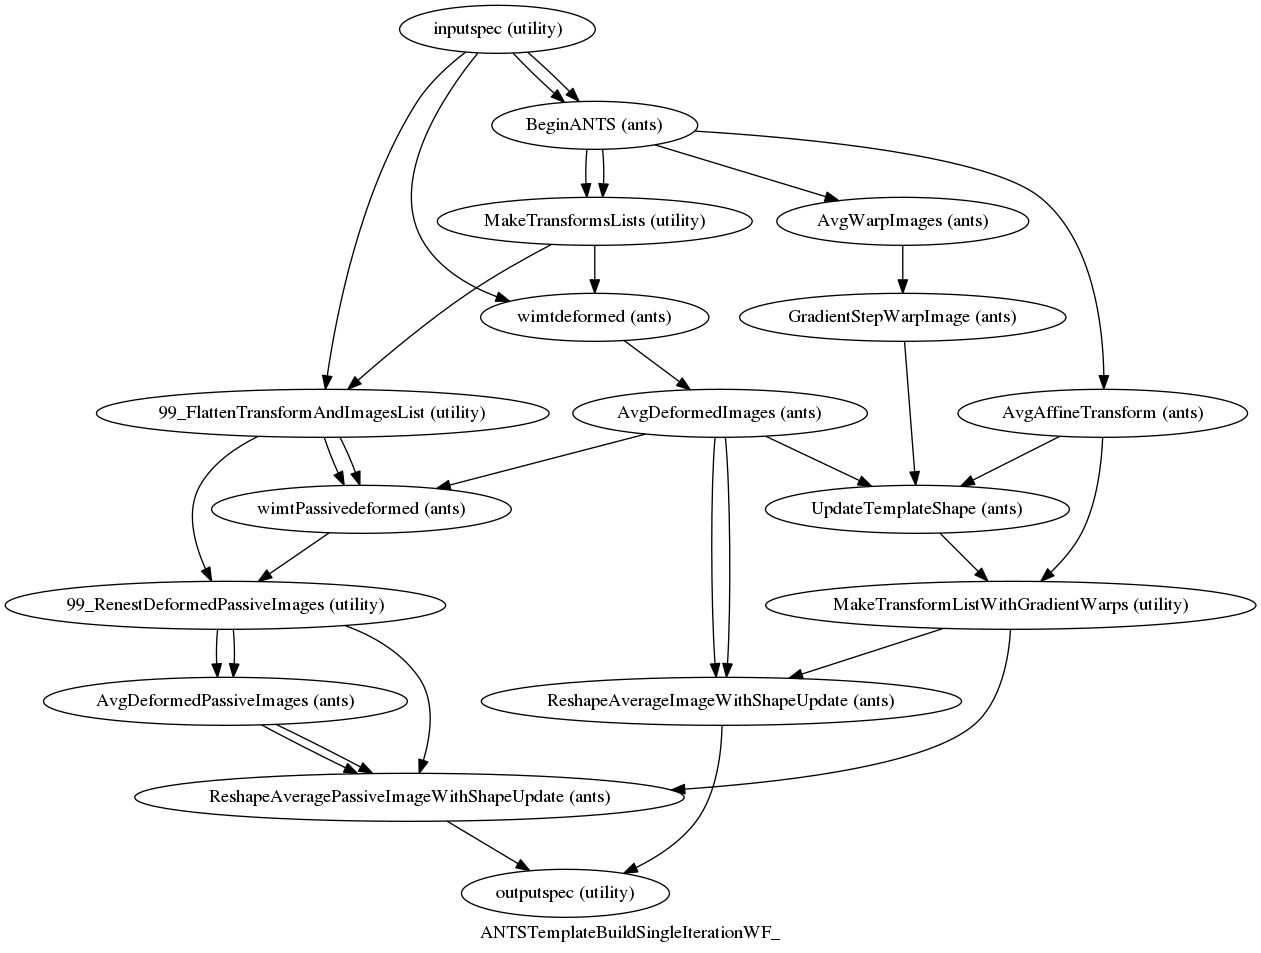 inputspec (utility)
BeginANTS (ants)
MakeTransformsLists (utility)
AvgWarpImages (ants)
wimtdeformed (ants)
GradientStepWarpImage (ants)
99_FlattenTransformAndImagesList (utility)
AvgDeformedImages (ants)
AvgAffineTransform (ants)
wimtPassivedeformed (ants)
UpdateTemplateShape (ants)
99_RenestDeformedPassiveImages (utility)
MakeTransformListWithGradientWarps (utility)
AvgDeformedPassiveImages (ants)
ReshapeAverageImageWithShapeUpdate (ants)
ReshapeAveragePassiveImageWithShapeUpdate (ants)
outputspec (utility)
ANTSTemplateBuildSingleIterationWF_